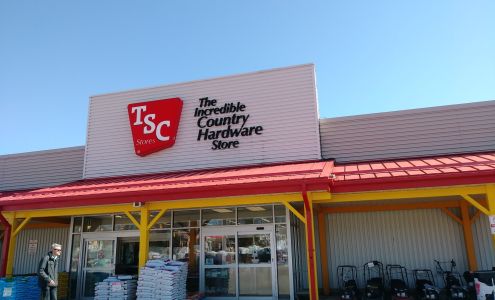 TSC
Stores
The
Incredible
Country
Hardware
Store